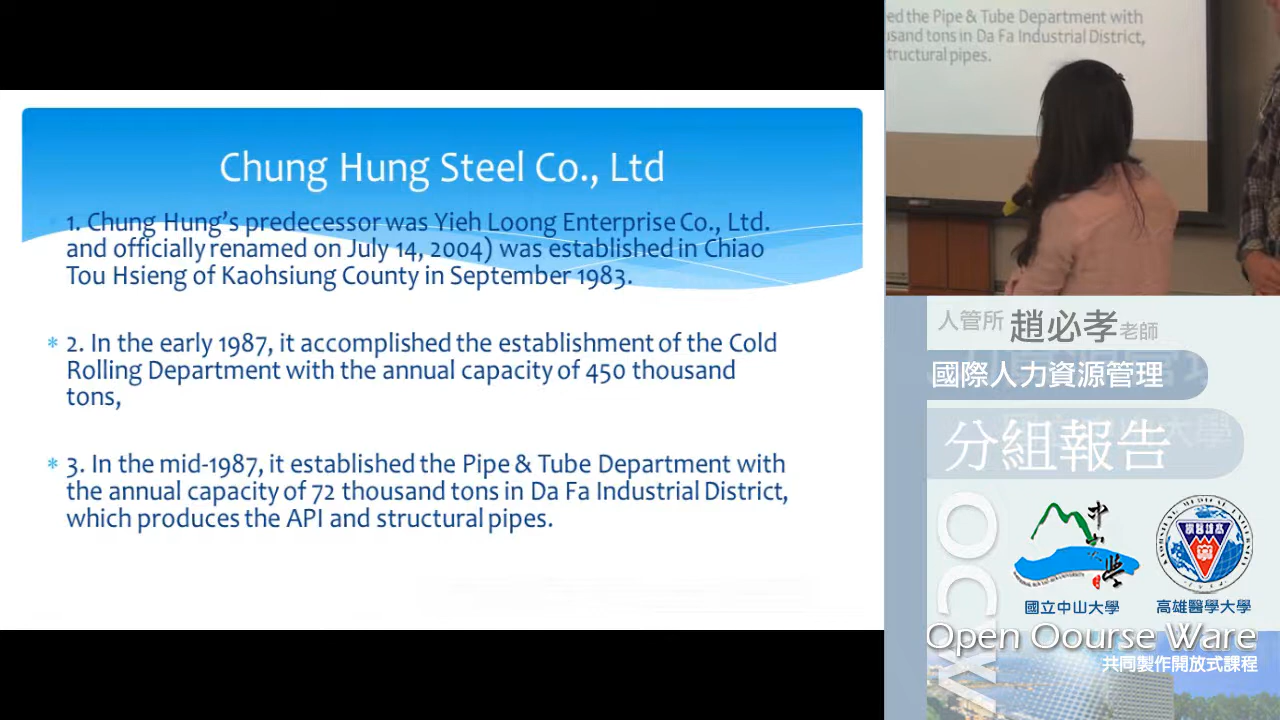 Chung Hung Steel Co., Ltd
1. Chung Hung's predecessor was Yieh Loong Enterprise Co., Ltd.
and officially renamed on July 14, 2004) was established in Chiao
Tou Hsieng of Kaohsiung County in September 1983.
* 2. In the early 1987, it accomplished the establishment of the Cold
Rolling Department with the annual capacity of 450 thousand
tons,
* 3. In the mid-1987, it established the Pipe & Tube Department with
the annual capacity of 72 thousand tons in Da Fa Industrial District,
which produces the API and structural pipes.
ed the Pipe & Tube Department with
sand tons in Da Fa Industrial District,
tructural pipes.
人管所 趙必孝老師
國際人力資源管理
分組報告
OCW
中山大學
國立中山大學
高雄醫學大學
Open Oourse Ware
共同製作開放式課程